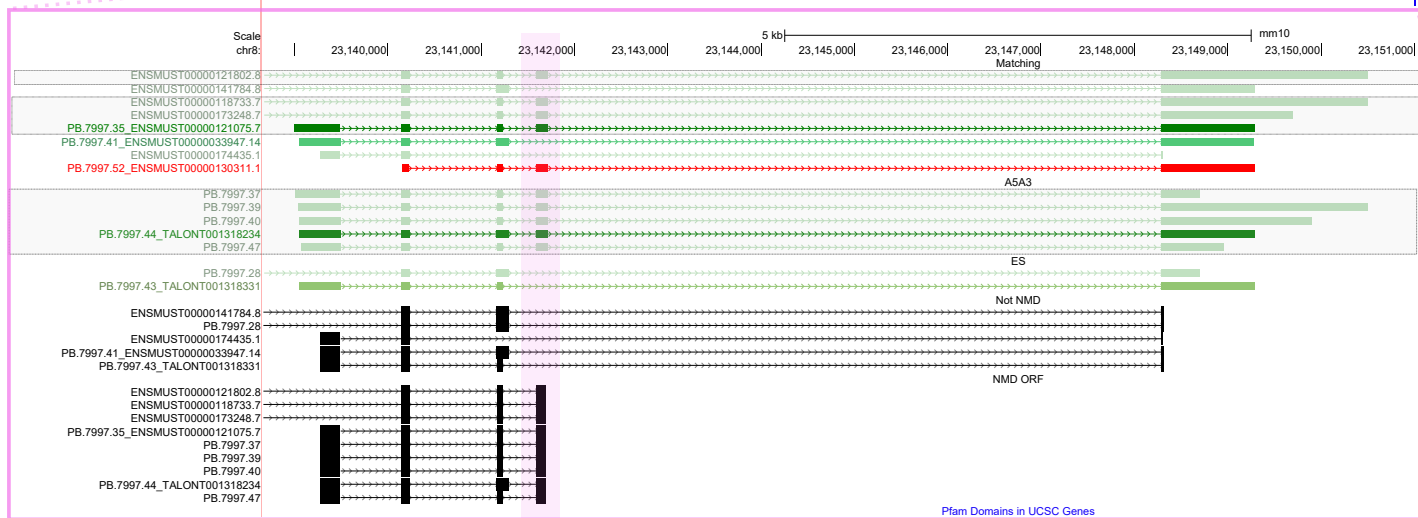 Scale 5 kb mm10
chr8: 23,140,000 23,141,000 23,142,000 23,143,000 23,144,000 23,145,000 23,146,000 23,147,000 23,148,000 23,149,000 23,150,000 23,151,000
Matching
ENSMUST00000121802.8
ENSMUST00000141784.8
ENSMUST00000118733.7
ENSMUST00000173248.7
PB.7997.35_ENSMUST00000121075.7
PB.7997.41_ENSMUST00000033947.14
ENSMUST00000174435.1
PB.7997.52_ENSMUST00000130311.1
A5A3
PB.7997.37
PB.7997.39
PB.7997.40
PB.7997.44_TALONT001318234
PB.7997.47
ES
PB.7997.28
PB.7997.43_TALONT001318331
Not NMD
ENSMUST00000141784.8
PB.7997.28
ENSMUST00000174435.1
PB.7997.41_ENSMUST00000033947.14
PB.7997.43_TALONT001318331
NMD ORF
ENSMUST00000121802.8
ENSMUST00000118733.7
ENSMUST00000173248.7
PB.7997.35_ENSMUST00000121075.7
PB.7997.37
PB.7997.39
PB.7997.40
PB.7997.44_TALONT001318234
PB.7997.47
Pfam Domains in UCSC Genes